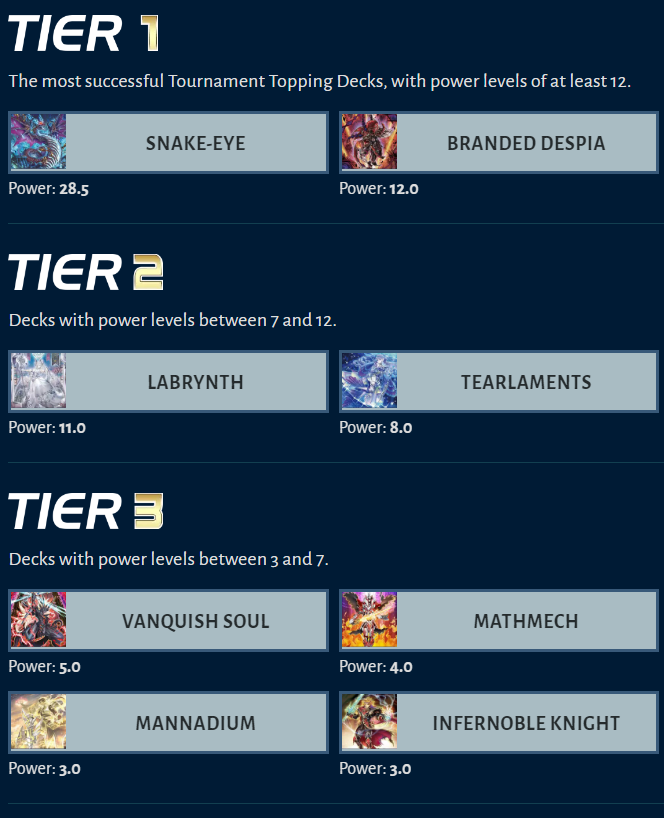 TIER 1
The most successful Tournament Topping Decks, with power levels of at least 12.
SNAKE-EYE
BRANDED DESPIA
Power: 28.5
Power: 12.0
TIER 2
Decks with power levels between 7 and 12.
LABRYNTH
TEARLAMENTS
Power: 11.0
Power: 8.0
TIER 3
Decks with power levels between 3 and 7.
VANQUISH SOUL
MATHMECH
Power: 5.0
Power: 4.0
MANNADIUM
INFERNOBLE KNIGHT
Power: 3.0
Power: 3.0